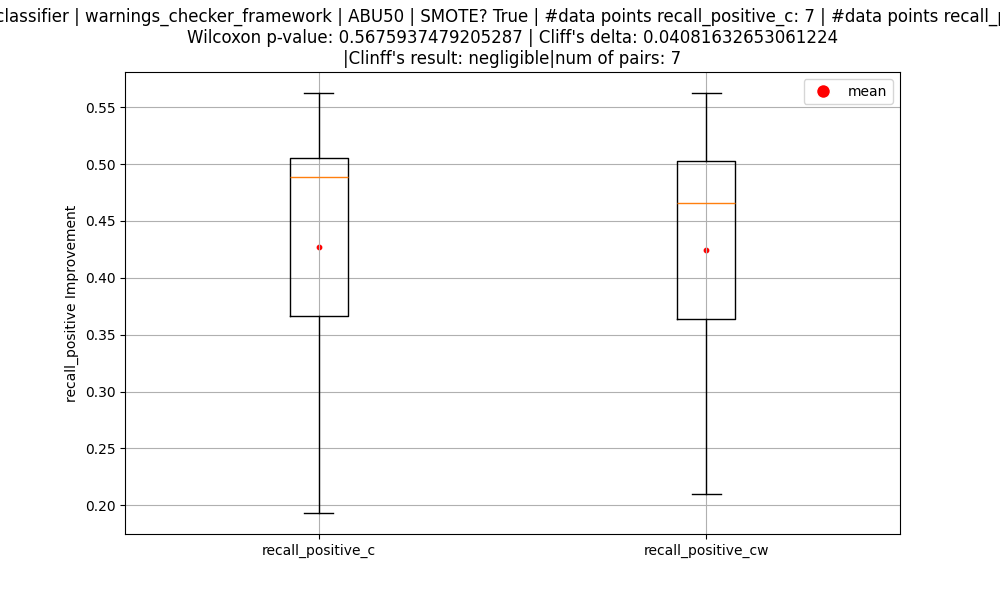 classifier | warnings_checker_framework | ABU50 | SMOTE? True | #data points recall_positive_c: 7 | #data points
Wilcoxon p-value: 0.5675937479205287 | Cliff's delta: 0.04081632653061224
|Clinff's result: negligible|num of pairs: 7
mean
recall_positive Improvement
0.55
0.50
0.45
0.40
0.35
0.30
0.25
0.20
recall_positive_c recall_positive_cw